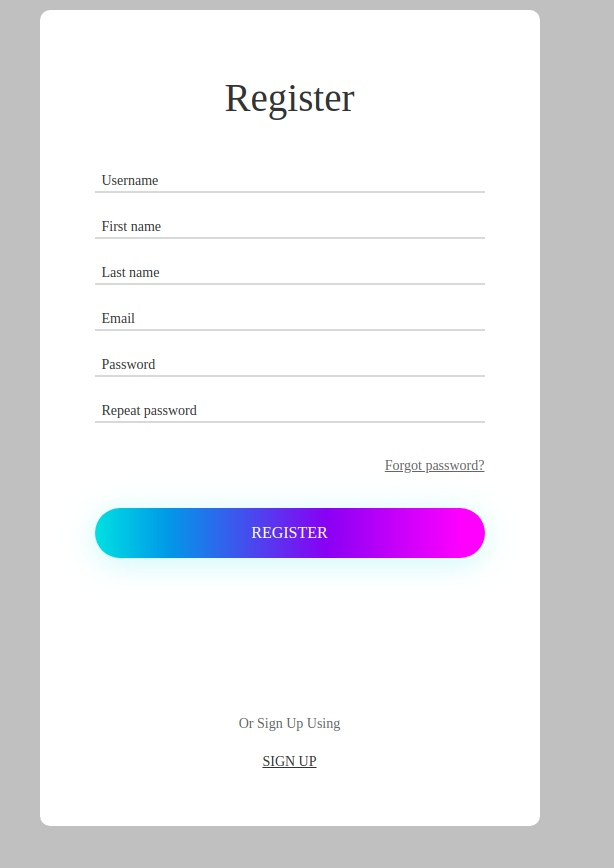 Register
Username
First name
Last name
Email
Password
Repeat password
Forgot password?
REGISTER
Or Sign Up Using
SIGN UP